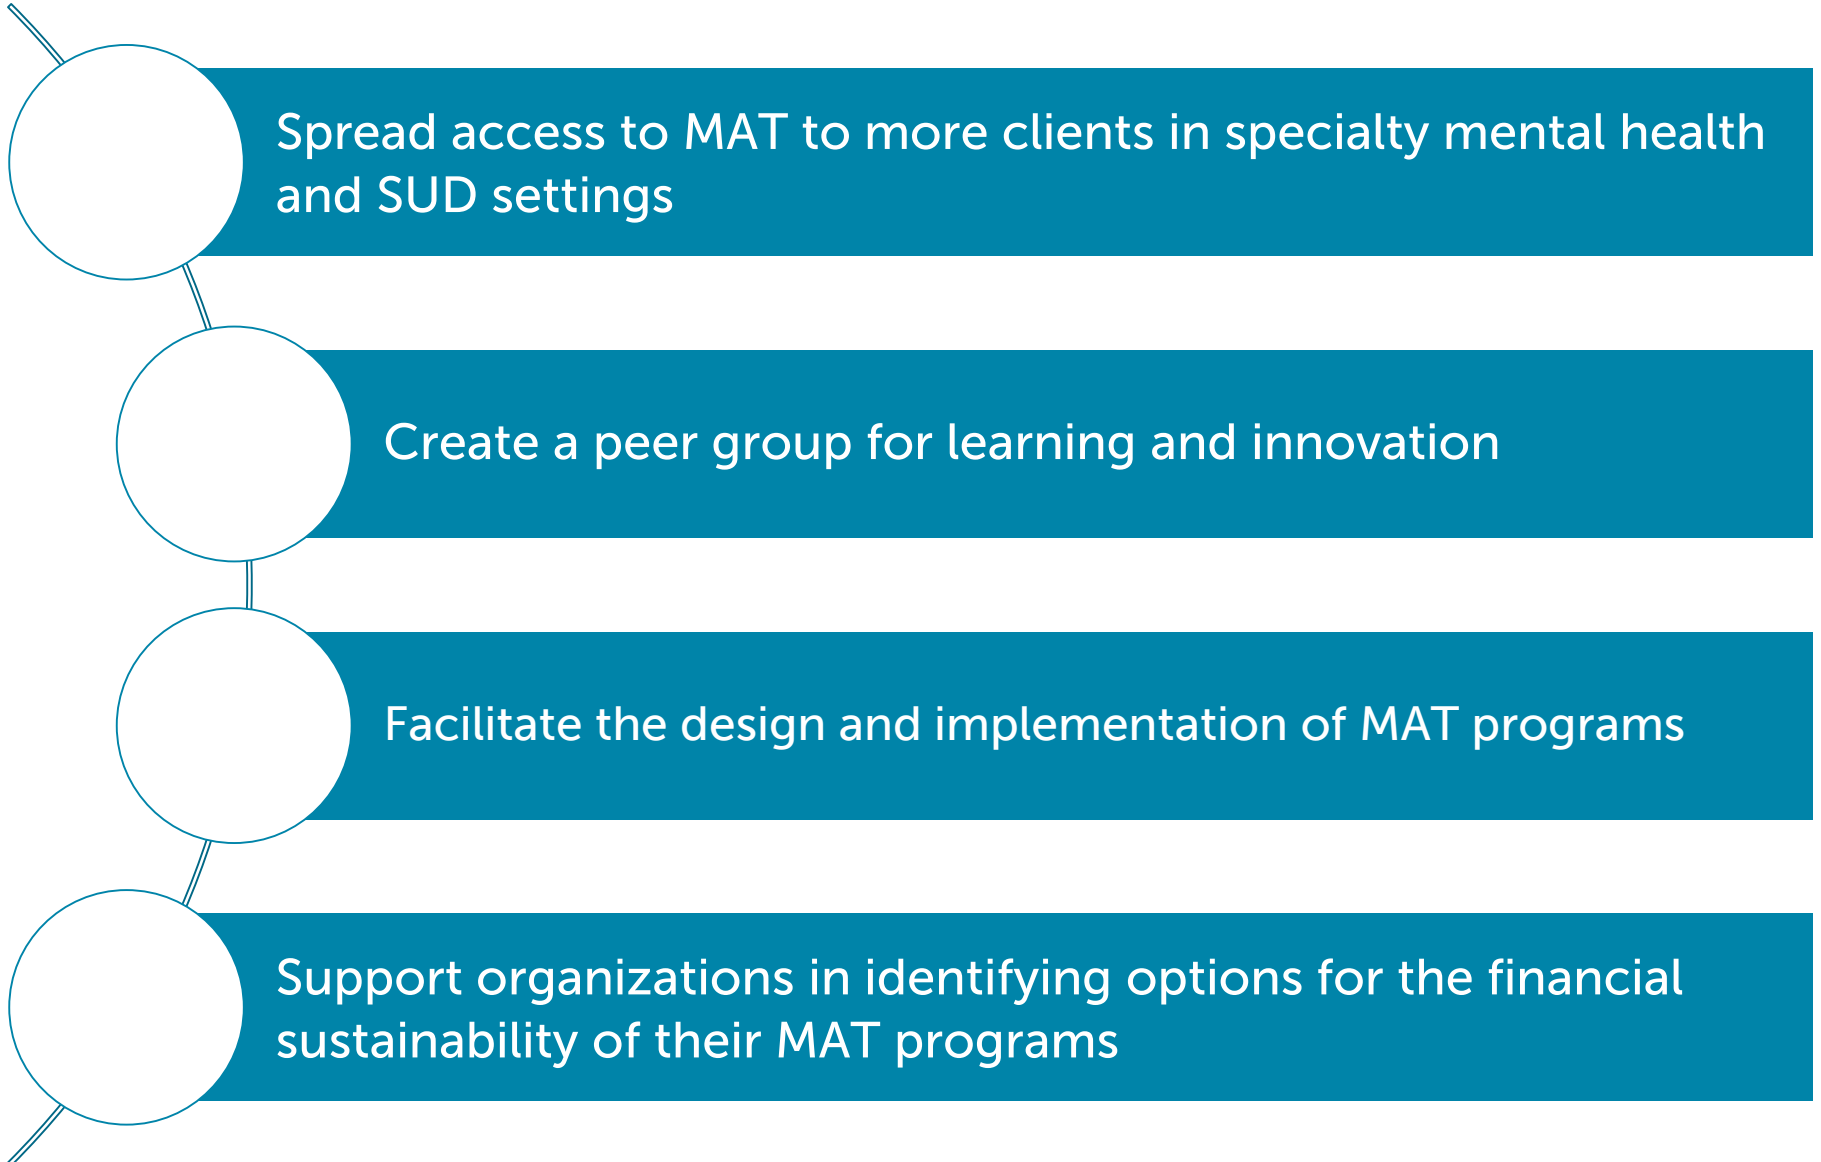 Spread access to MAT to more clients in specialty mental health
and SUD settings
Create a peer group for learning and innovation
Facilitate the design and implementation of MAT programs
Support organizations in identifying options for the financial
sustainability of their MAT programs